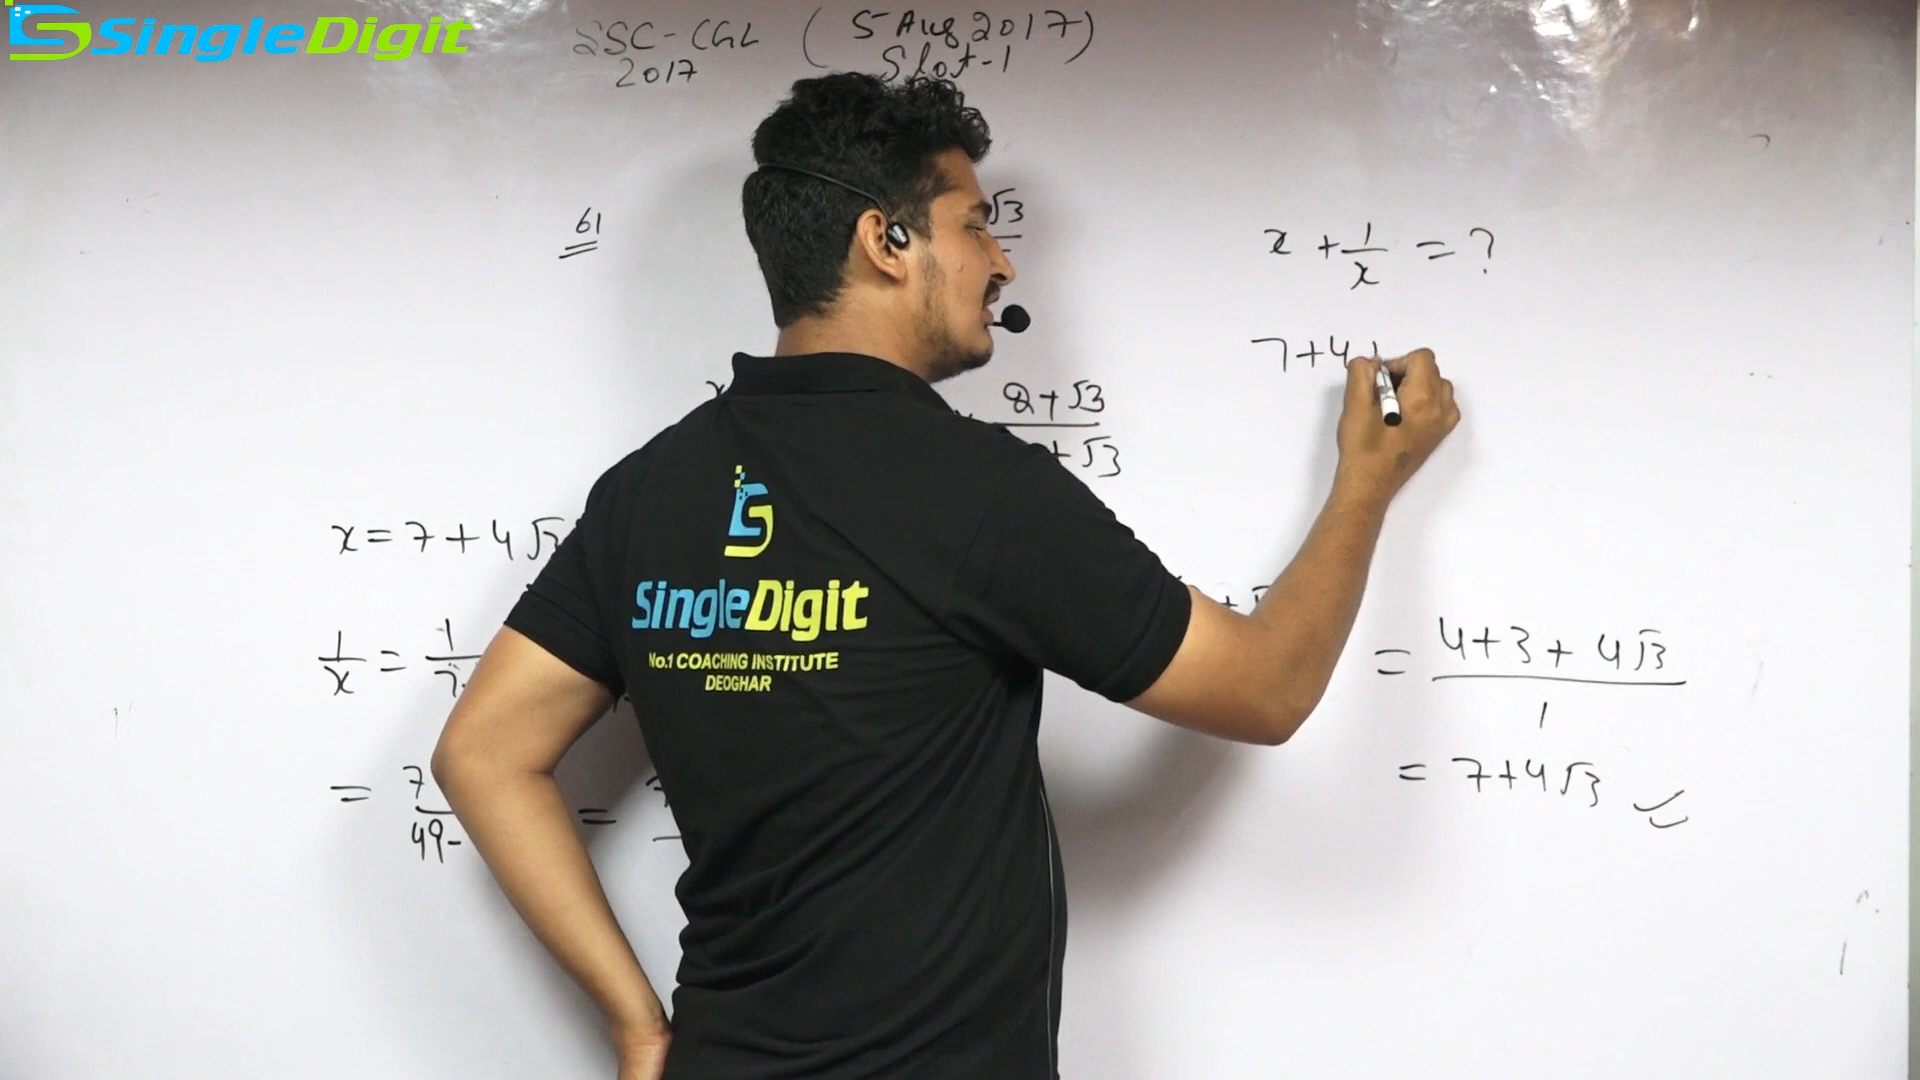 SingleDigit
SSC-CGL (5 Aug 2017)
2017 Slot-1
61
√3
x + 1/x = ?
7+4
2+√3
+√3
x = 7+4√3
1/x = 1/7
= 4+3+4√3
1
= 7+4√3
= 7
49-
=
SingleDigit
No.1 COACHING INSTITUTE
DEOGHAR